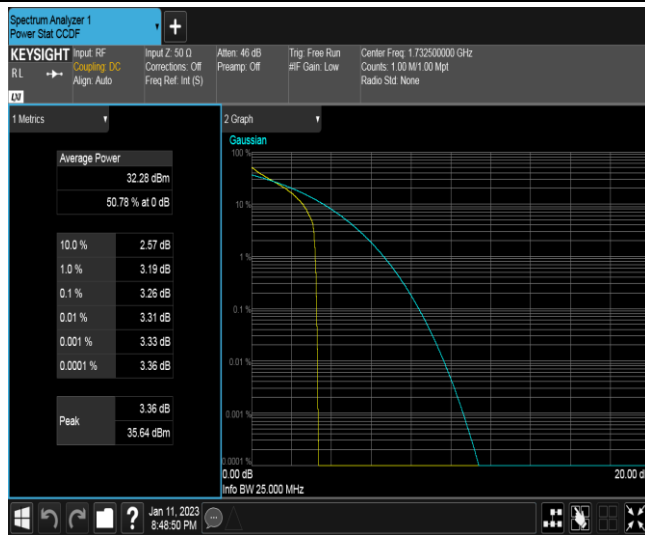 Spectrum Analyzer 1
Power Stat CCDF
+
KEYSIGHT
RL
LXI
Input: RF
Coupling: DC
Align: Auto
Input Z: 50 Ω
Corrections: Off
Freq Ref: Int (S)
Atten: 46 dB
Preamp: Off
Trig: Free Run
#IF Gain: Low
Center Freq: 1.732500000 GHz
Counts: 1.00 M/1.00 Mpt
Radio Std: None
1 Metrics
Average Power
32.28 dBm
50.78 % at 0 dB
10.0 % 2.57 dB
1.0 % 3.19 dB
0.1 % 3.26 dB
0.01 % 3.31 dB
0.001 % 3.33 dB
0.0001 % 3.36 dB
Peak
3.36 dB
35.64 dBm
2 Graph
Gaussian
100 %
10 %
1 %
0.1 %
0.01 %
0.001 %
0.0001 %
0.00 dB
20.00 d
Info BW 25.000 MHz
?
Jan 11, 2023
8:48:50 PM